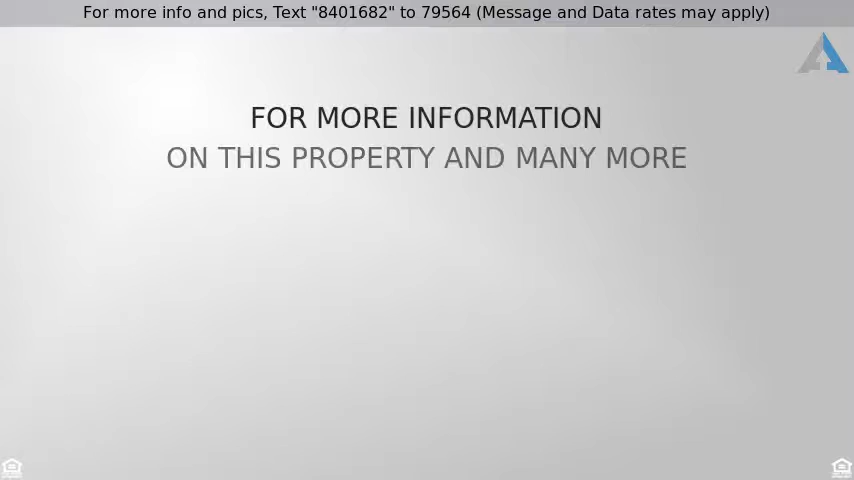 For more info and pics, Text "8401682" to 79564 (Message and Data rates may apply)
FOR MORE INFORMATION
ON THIS PROPERTY AND MANY MORE